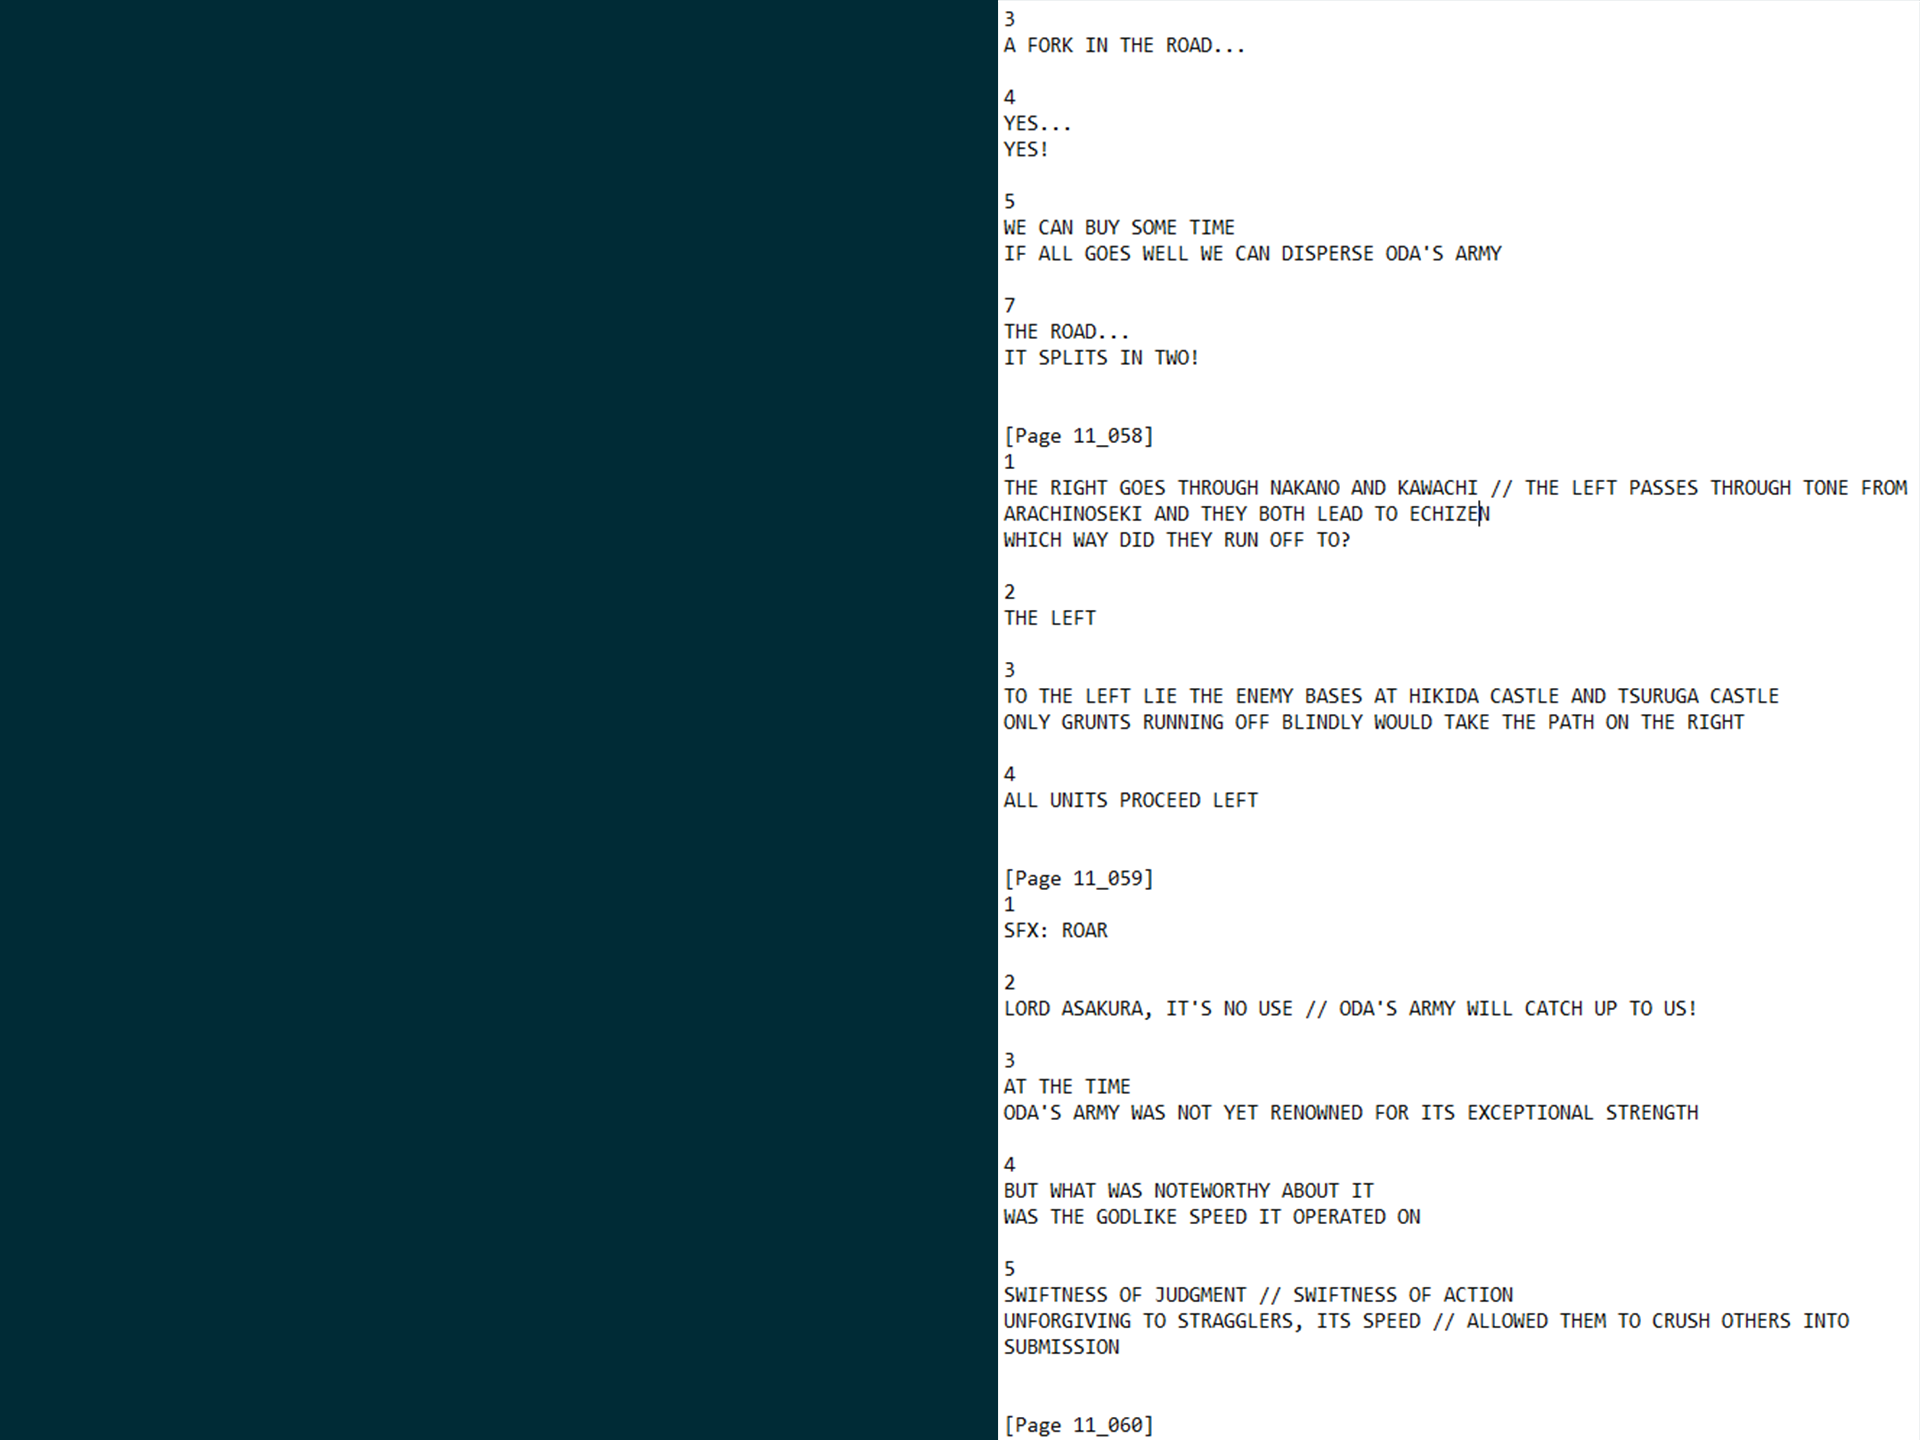 3
A FORK IN THE ROAD...
4
YES...
YES!
5
WE CAN BUY SOME TIME
IF ALL GOES WELL WE CAN DISPERSE ODA'S ARMY
7
THE ROAD...
IT SPLITS IN TWO!
[Page 11_058]
1
THE RIGHT GOES THROUGH NAKANO AND KAWACHI // THE LEFT PASSES THROUGH TONE FROM
ARACHINOSEKI AND THEY BOTH LEAD TO ECHIZEN
WHICH WAY DID THEY RUN OFF TO?
2
THE LEFT
3
TO THE LEFT LIE THE ENEMY BASES AT HIKIDA CASTLE AND TSURUGA CASTLE
ONLY GRUNTS RUNNING OFF BLINDLY WOULD TAKE THE PATH ON THE RIGHT
4
ALL UNITS PROCEED LEFT
[Page 11_059]
1
SFX: ROAR
2
LORD ASAKURA, IT'S NO USE // ODA'S ARMY WILL CATCH UP TO US!
3
AT THE TIME
ODA'S ARMY WAS NOT YET RENOWNED FOR ITS EXCEPTIONAL STRENGTH
4
BUT WHAT WAS NOTEWORTHY ABOUT IT
WAS THE GODLIKE SPEED IT OPERATED ON
5
SWIFTNESS OF JUDGMENT // SWIFTNESS OF ACTION
UNFORGIVING TO STRAGGLERS, ITS SPEED // ALLOWED THEM TO CRUSH OTHERS INTO
SUBMISSION
[Page 11_060]